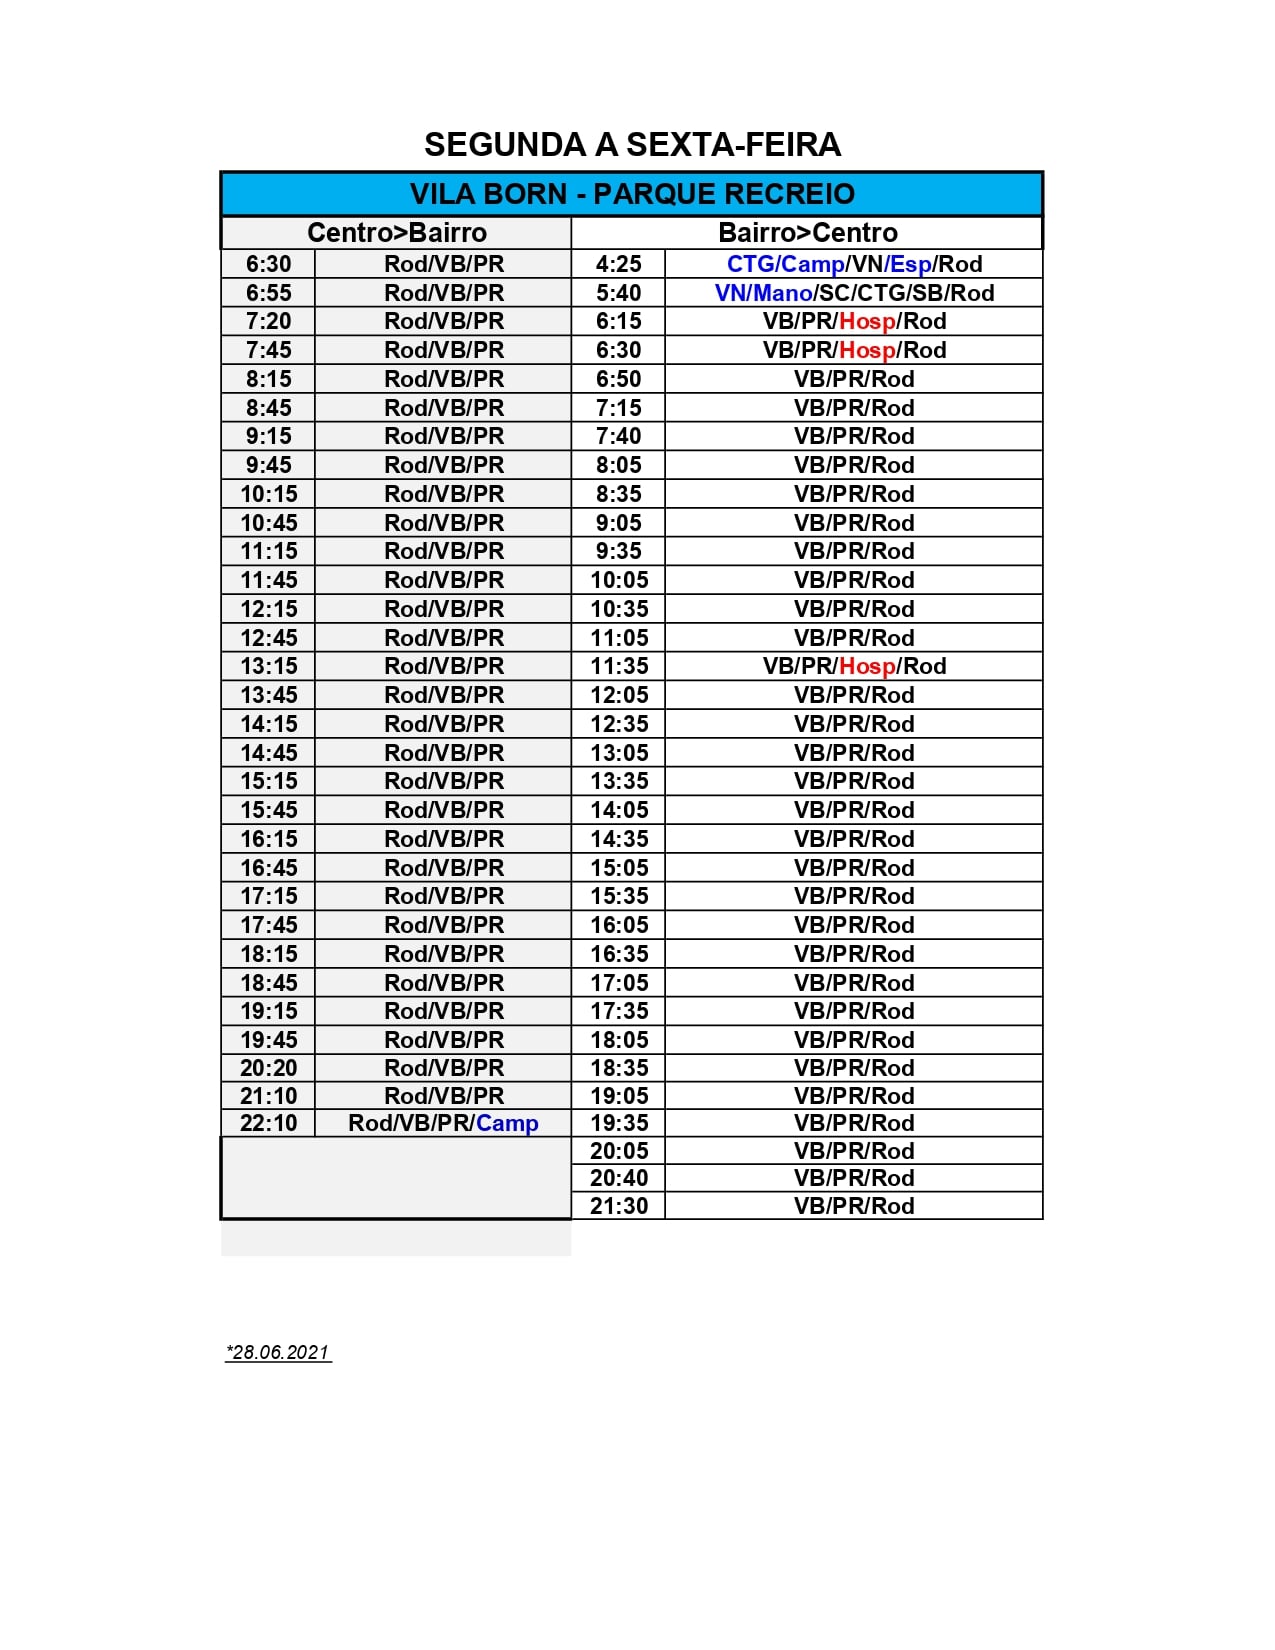 SEGUNDA A SEXTA-FEIRA
VILA BORN - PARQUE RECREIO
Centro>Bairro Bairro>Centro
6:30 Rod/VB/PR 4:25 CTG/Camp/VN/Esp/Rod
6:55 Rod/VB/PR 5:40 VN/Mano/SC/CTG/SB/Rod
7:20 Rod/VB/PR 6:15 VB/PR/Hosp/Rod
7:45 Rod/VB/PR 6:30 VB/PR/Hosp/Rod
8:15 Rod/VB/PR 6:50 VB/PR/Rod
8:45 Rod/VB/PR 7:15 VB/PR/Rod
9:15 Rod/VB/PR 7:40 VB/PR/Rod
9:45 Rod/VB/PR 8:05 VB/PR/Rod
10:15 Rod/VB/PR 8:35 VB/PR/Rod
10:45 Rod/VB/PR 9:05 VB/PR/Rod
11:15 Rod/VB/PR 9:35 VB/PR/Rod
11:45 Rod/VB/PR 10:05 VB/PR/Rod
12:15 Rod/VB/PR 10:35 VB/PR/Rod
12:45 Rod/VB/PR 11:05 VB/PR/Rod
13:15 Rod/VB/PR 11:35 VB/PR/Hosp/Rod
13:45 Rod/VB/PR 12:05 VB/PR/Rod
14:15 Rod/VB/PR 12:35 VB/PR/Rod
14:45 Rod/VB/PR 13:05 VB/PR/Rod
15:15 Rod/VB/PR 13:35 VB/PR/Rod
15:45 Rod/VB/PR 14:05 VB/PR/Rod
16:15 Rod/VB/PR 14:35 VB/PR/Rod
16:45 Rod/VB/PR 15:05 VB/PR/Rod
17:15 Rod/VB/PR 15:35 VB/PR/Rod
17:45 Rod/VB/PR 16:05 VB/PR/Rod
18:15 Rod/VB/PR 16:35 VB/PR/Rod
18:45 Rod/VB/PR 17:05 VB/PR/Rod
19:15 Rod/VB/PR 17:35 VB/PR/Rod
19:45 Rod/VB/PR 18:05 VB/PR/Rod
20:20 Rod/VB/PR 18:35 VB/PR/Rod
21:10 Rod/VB/PR 19:05 VB/PR/Rod
22:10 Rod/VB/PR/Camp 19:35 VB/PR/Rod
20:05 VB/PR/Rod
20:40 VB/PR/Rod
21:30 VB/PR/Rod
*28.06.2021